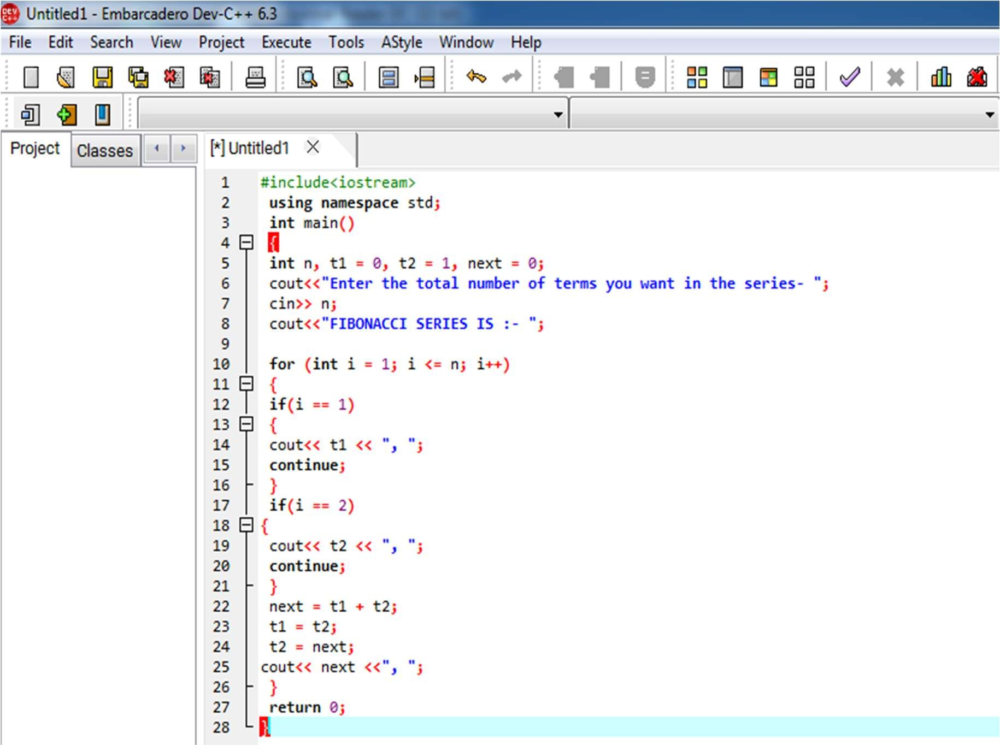 Untitled1 - Embarcadero Dev-C++ 6.3
File Edit Search View Project Execute Tools AStyle Window Help
Project Classes [*] Untitled1
1 #include<iostream>
2 using namespace std;
3 int main()
4 {
5 int n, t1 = 0, t2 = 1, next = 0;
6 cout<<"Enter the total number of terms you want in the series- ";
7 cin>> n;
8 cout<<"FIBONACCI SERIES IS :- ";
9
10 for (int i = 1; i <= n; i++)
11 {
12 if(i == 1)
13 {
14 cout<< t1 << ", ";
15 continue;
16 }
17 if(i == 2)
18 {
19 cout<< t2 << ", ";
20 continue;
21 }
22 next = t1 + t2;
23 t1 = t2;
24 t2 = next;
25 cout<< next <<", ";
26 }
27 return 0;
28 }